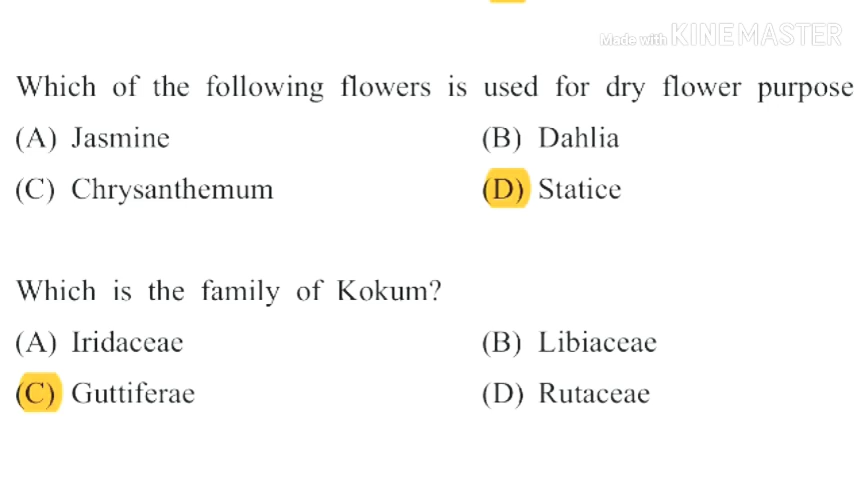 Made with KINEMASTER
Which of the following flowers is used for dry flower purpose
(A) Jasmine (B) Dahlia
(C) Chrysanthemum (D) Statice
Which is the family of Kokum?
(A) Iridaceae (B) Libiaceae
(C) Guttiferae (D) Rutaceae